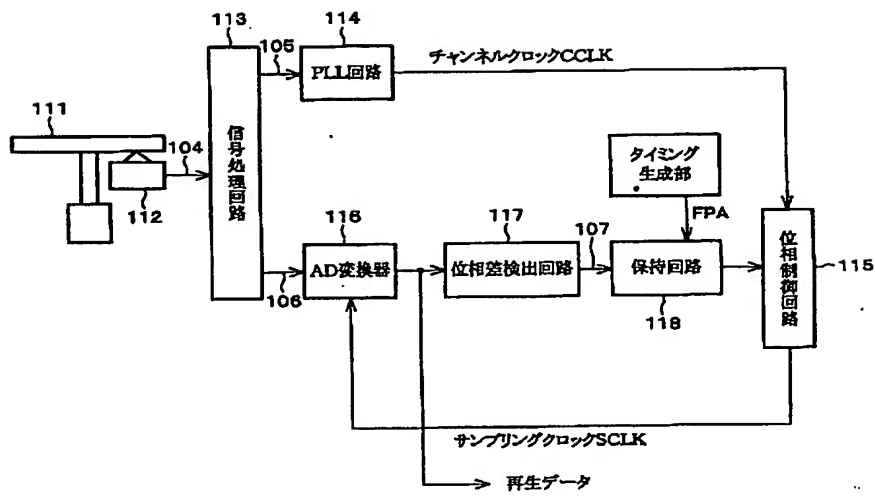 113
105
114
PLL回路
チャンネルクロックCCLK
111
信号処理回路
104
112
タイミング
生成部
FPA
116
117
107
AD変換器
位相差検出回路
保持回路
位相制御回路
115
106
118
サンプリングクロックSCLK
再生データ